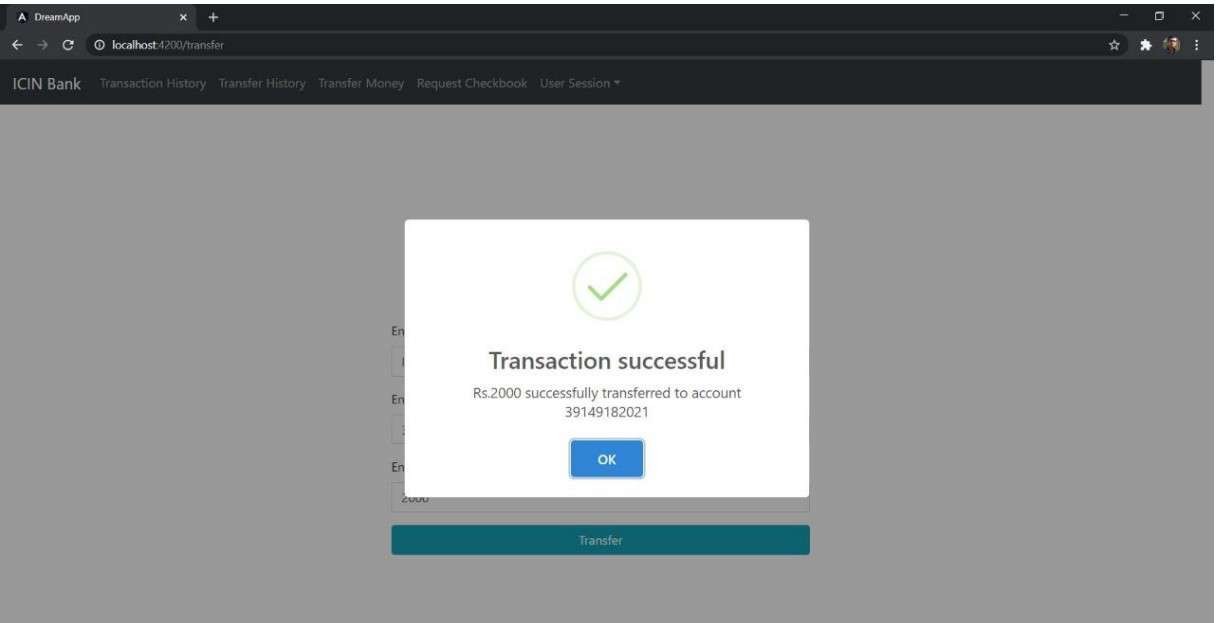 DreamApp
localhost:4200/transfer
ICIN Bank Transaction History Transfer History Transfer Money Request Checkbook User Session
En
Transaction successful
Rs.2000 successfully transferred to account
39149182021
En
OK
En
2000
Transfer